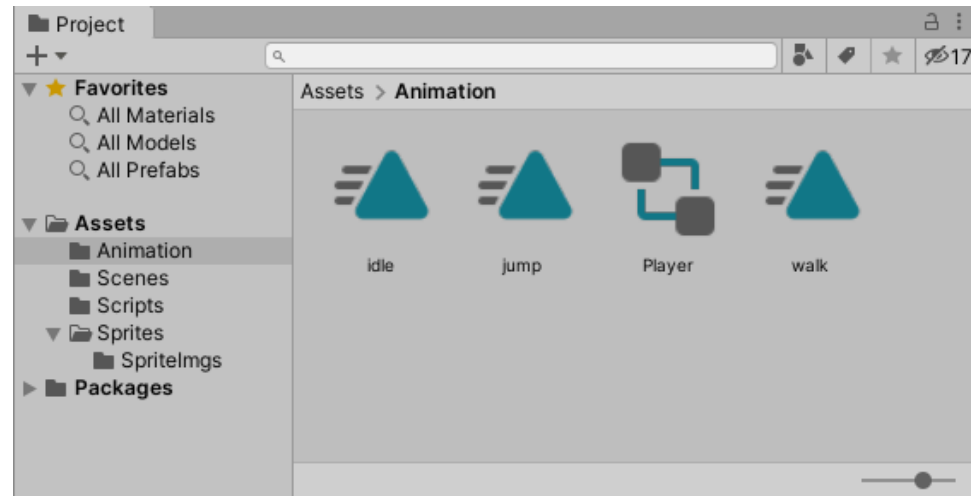 Project
17
Favorites
Assets > Animation
All Materials
All Models
All Prefabs
Assets
Animation
Scenes
Scripts
Sprites
SpriteImgs
Packages
idle
jump
Player
walk